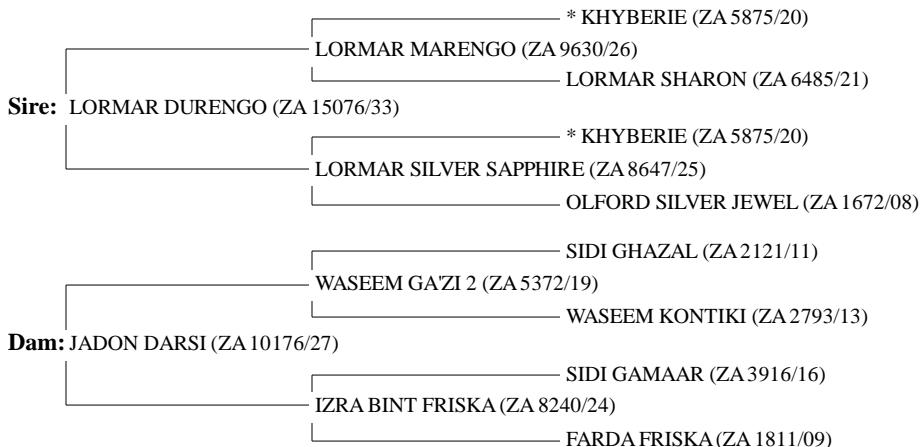 * KHYBERIE (ZA 5875/20)
LORMAR MARENGO (ZA 9630/26)
LORMAR SHARON (ZA 6485/21)
Sire: LORMAR DURENGO (ZA 15076/33)
* KHYBERIE (ZA 5875/20)
LORMAR SILVER SAPPHIRE (ZA 8647/25)
OLFORD SILVER JEWEL (ZA 1672/08)
SIDI GHAZAL (ZA 2121/11)
WASEEM GA'ZI 2 (ZA 5372/19)
WASEEM KONTIKI (ZA 2793/13)
Dam: JADON DARSI (ZA 10176/27)
SIDI GAMAAR (ZA 3916/16)
IZRA BINT FRISKA (ZA 8240/24)
FARDA FRISKA (ZA 1811/09)